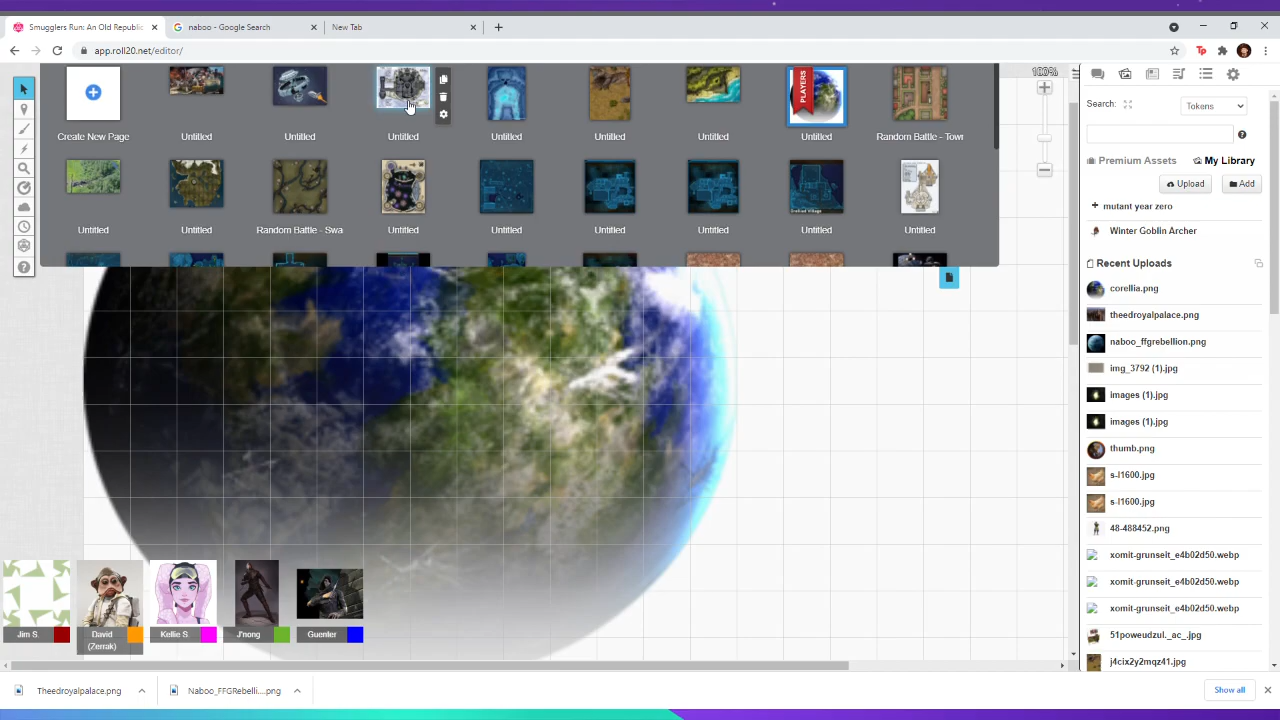 Smugglers Run: An Old Republic
naboo - Google Search
New Tab
app.roll20.net/editor/
Tp
100%
Create New Page
Untitled
Untitled
Untitled
Untitled
Untitled
Untitled
PLAYERS
Untitled
Random Battle - Town
Untitled
Untitled
Random Battle - Swa
Untitled
Untitled
Untitled
Untitled
Untitled
Untitled
Search:
Tokens
Premium Assets
My Library
Upload
Add
mutant year zero
Winter Goblin Archer
Recent Uploads
corellia.png
theedroyalpalace.png
naboo_ffgrebellion.png
img_3792 (1).jpg
images (1).jpg
images (1).jpg
thumb.png
s-l1600.jpg
s-l1600.jpg
48-488452.png
xomit-grunseit_e4b02d50.webp
xomit-grunseit_e4b02d50.webp
xomit-grunseit_e4b02d50.webp
51poweudzul._ac_.jpg
j4cix2y2mqz41.jpg
Jim S.
David
(Zerrak)
Kellie S.
J'nong
Guenter
Theedroyalpalace.png
Naboo_FFGRebelli....png
Show all